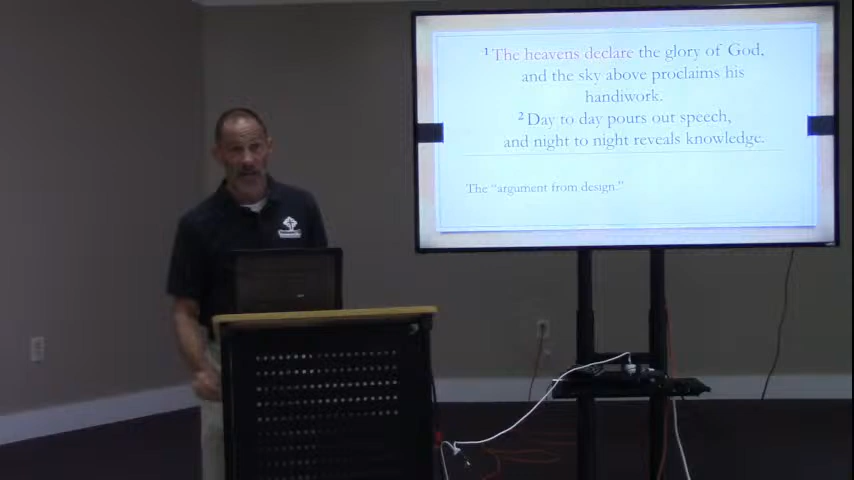 ¹ The heavens declare the glory of God,
and the sky above proclaims his
handiwork.
² Day to day pours out speech,
and night to night reveals knowledge.
The “argument from design.”